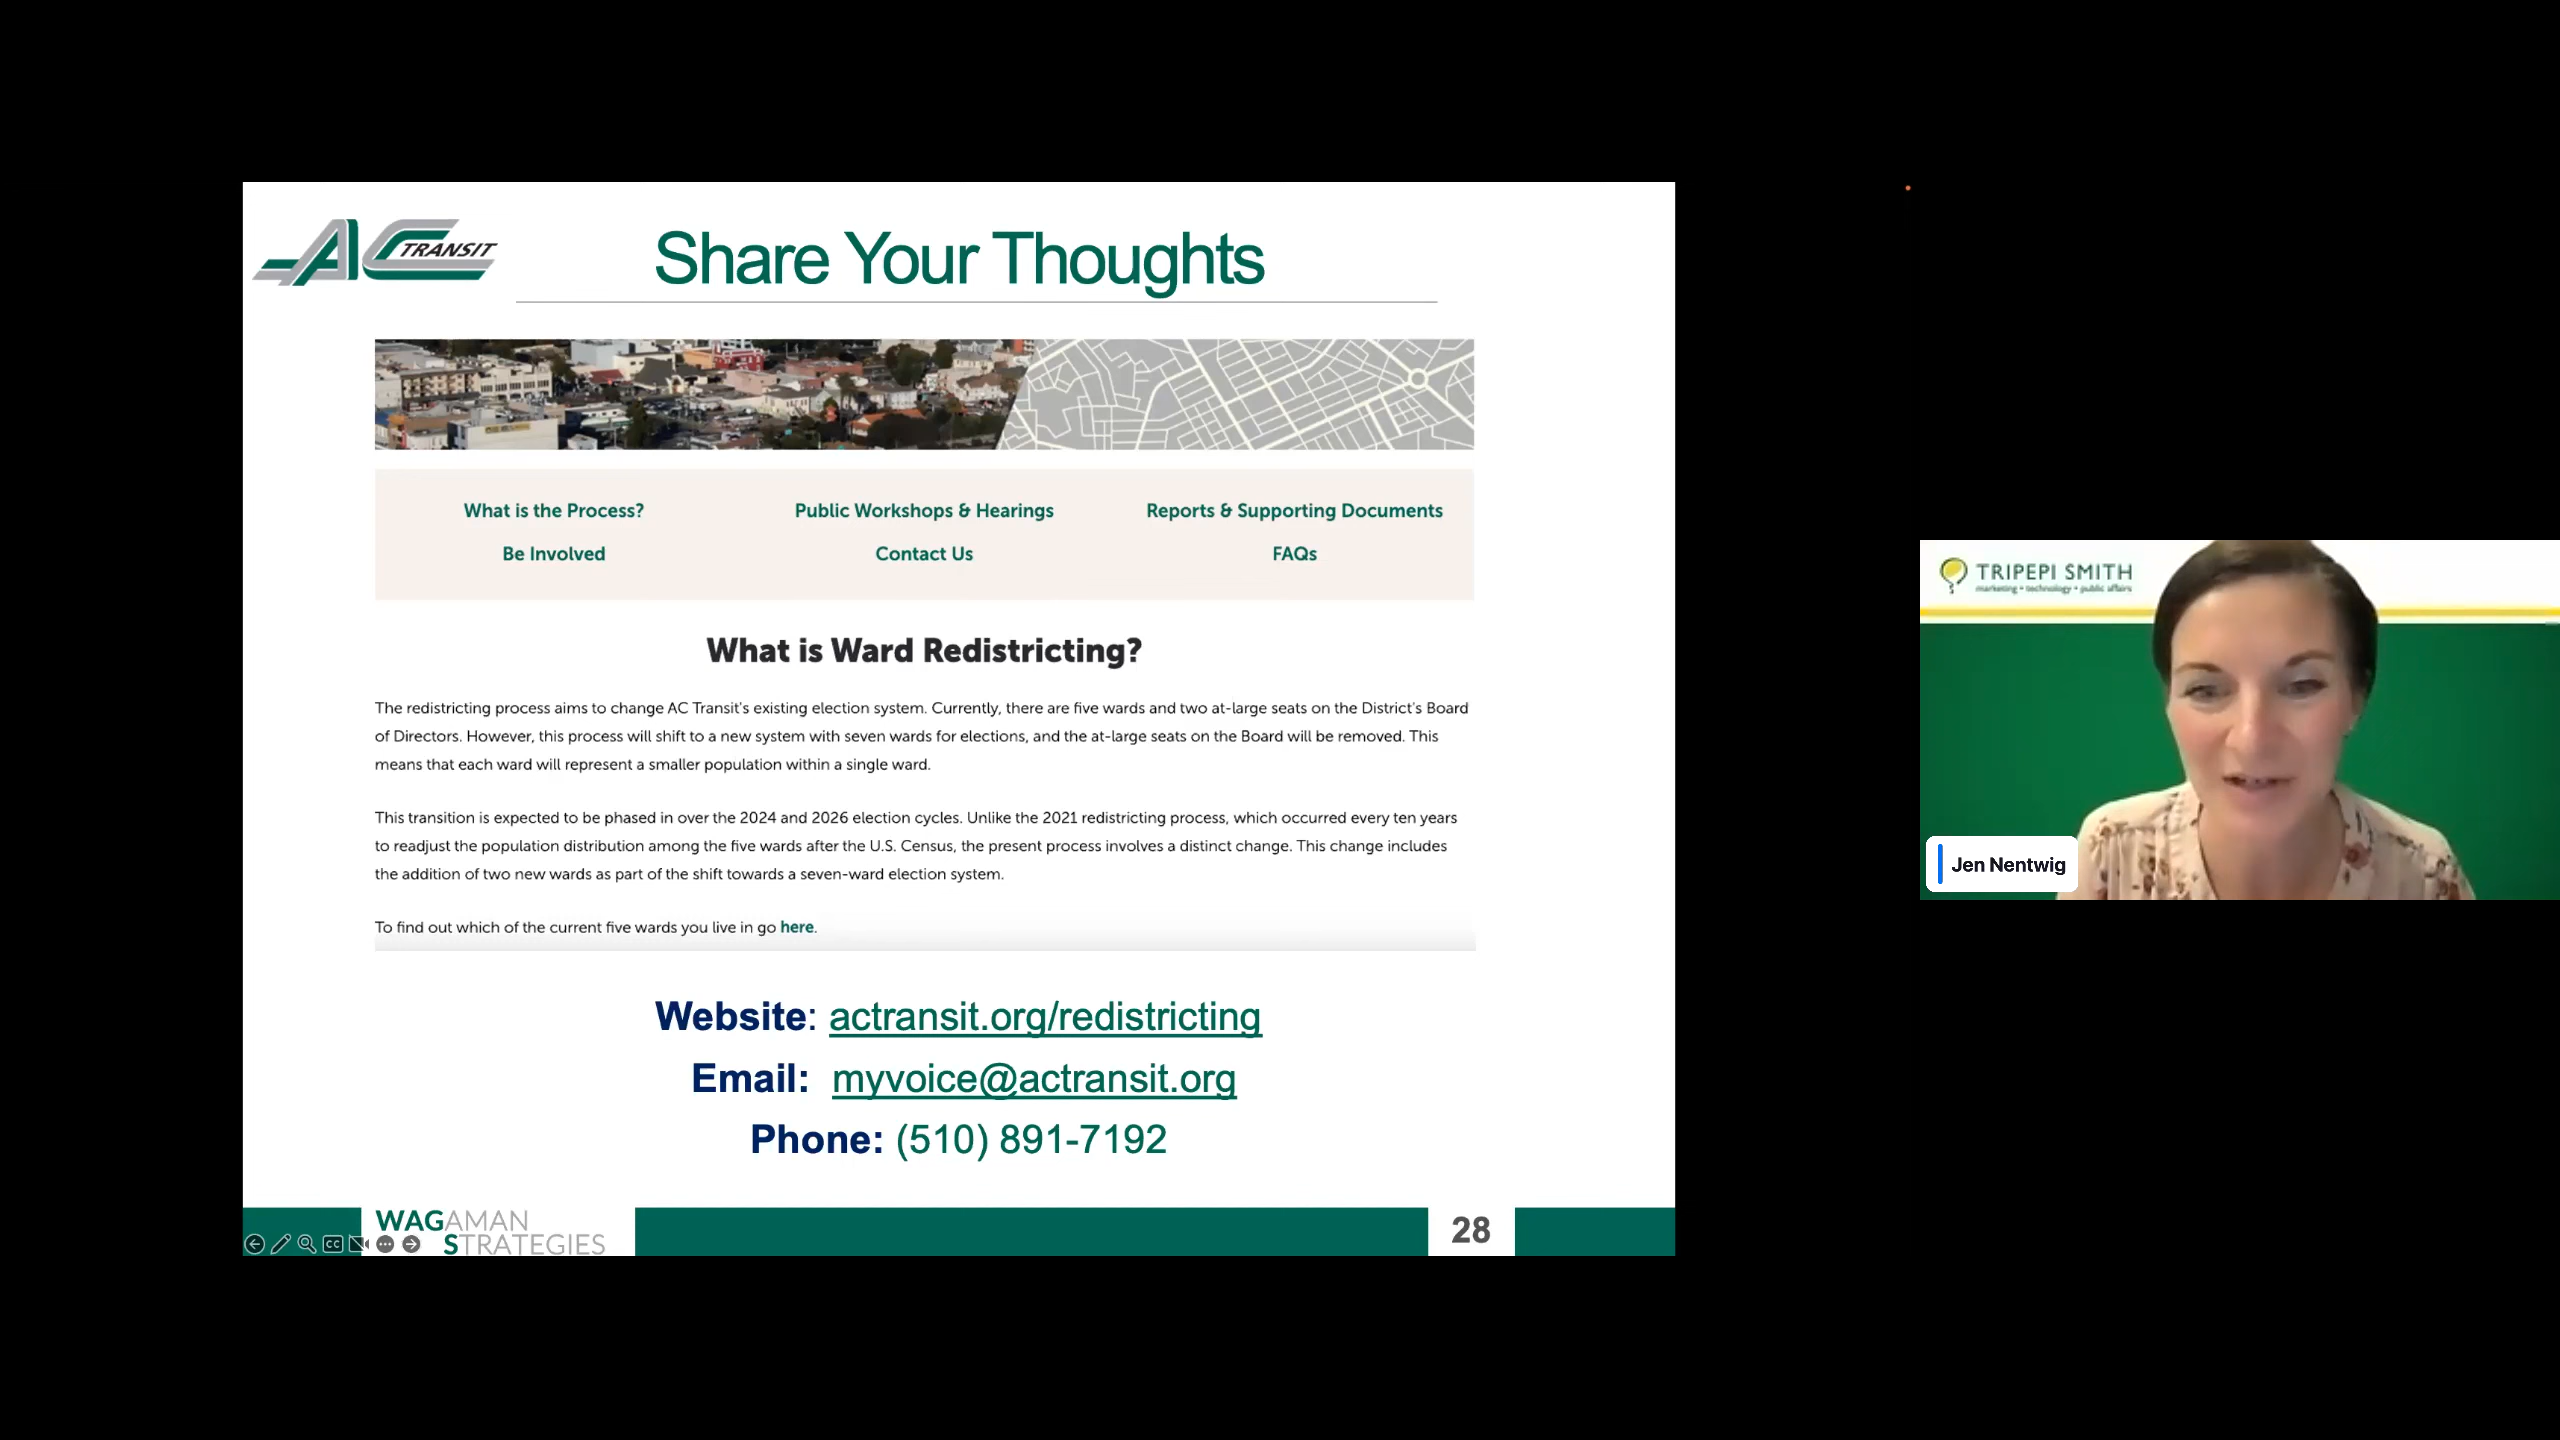 AC TRANSIT
Share Your Thoughts
What is the Process?
Public Workshops & Hearings
Reports & Supporting Documents
Be Involved
Contact Us
FAQs
What is Ward Redistricting?
The redistricting process aims to change AC Transit's existing election system. Currently, there are five wards and two at-large seats on the District's Board
of Directors. However, this process will shift to a new system with seven wards for elections, and the at-large seats on the Board will be removed. This
means that each ward will represent a smaller population within a single ward.
This transition is expected to be phased in over the 2024 and 2026 election cycles. Unlike the 2021 redistricting process, which occurred every ten years
to readjust the population distribution among the five wards after the U.S. Census, the present process involves a distinct change. This change includes
the addition of two new wards as part of the shift towards a seven-ward election system.
To find out which of the current five wards you live in go here.
Website: actransit.org/redistricting
Email: myvoice@actransit.org
Phone: (510) 891-7192
WAGAMAN
STRATEGIES
CC
28
TRIPEPI SMITH
marketing • technology • public affairs
Jen Nentwig